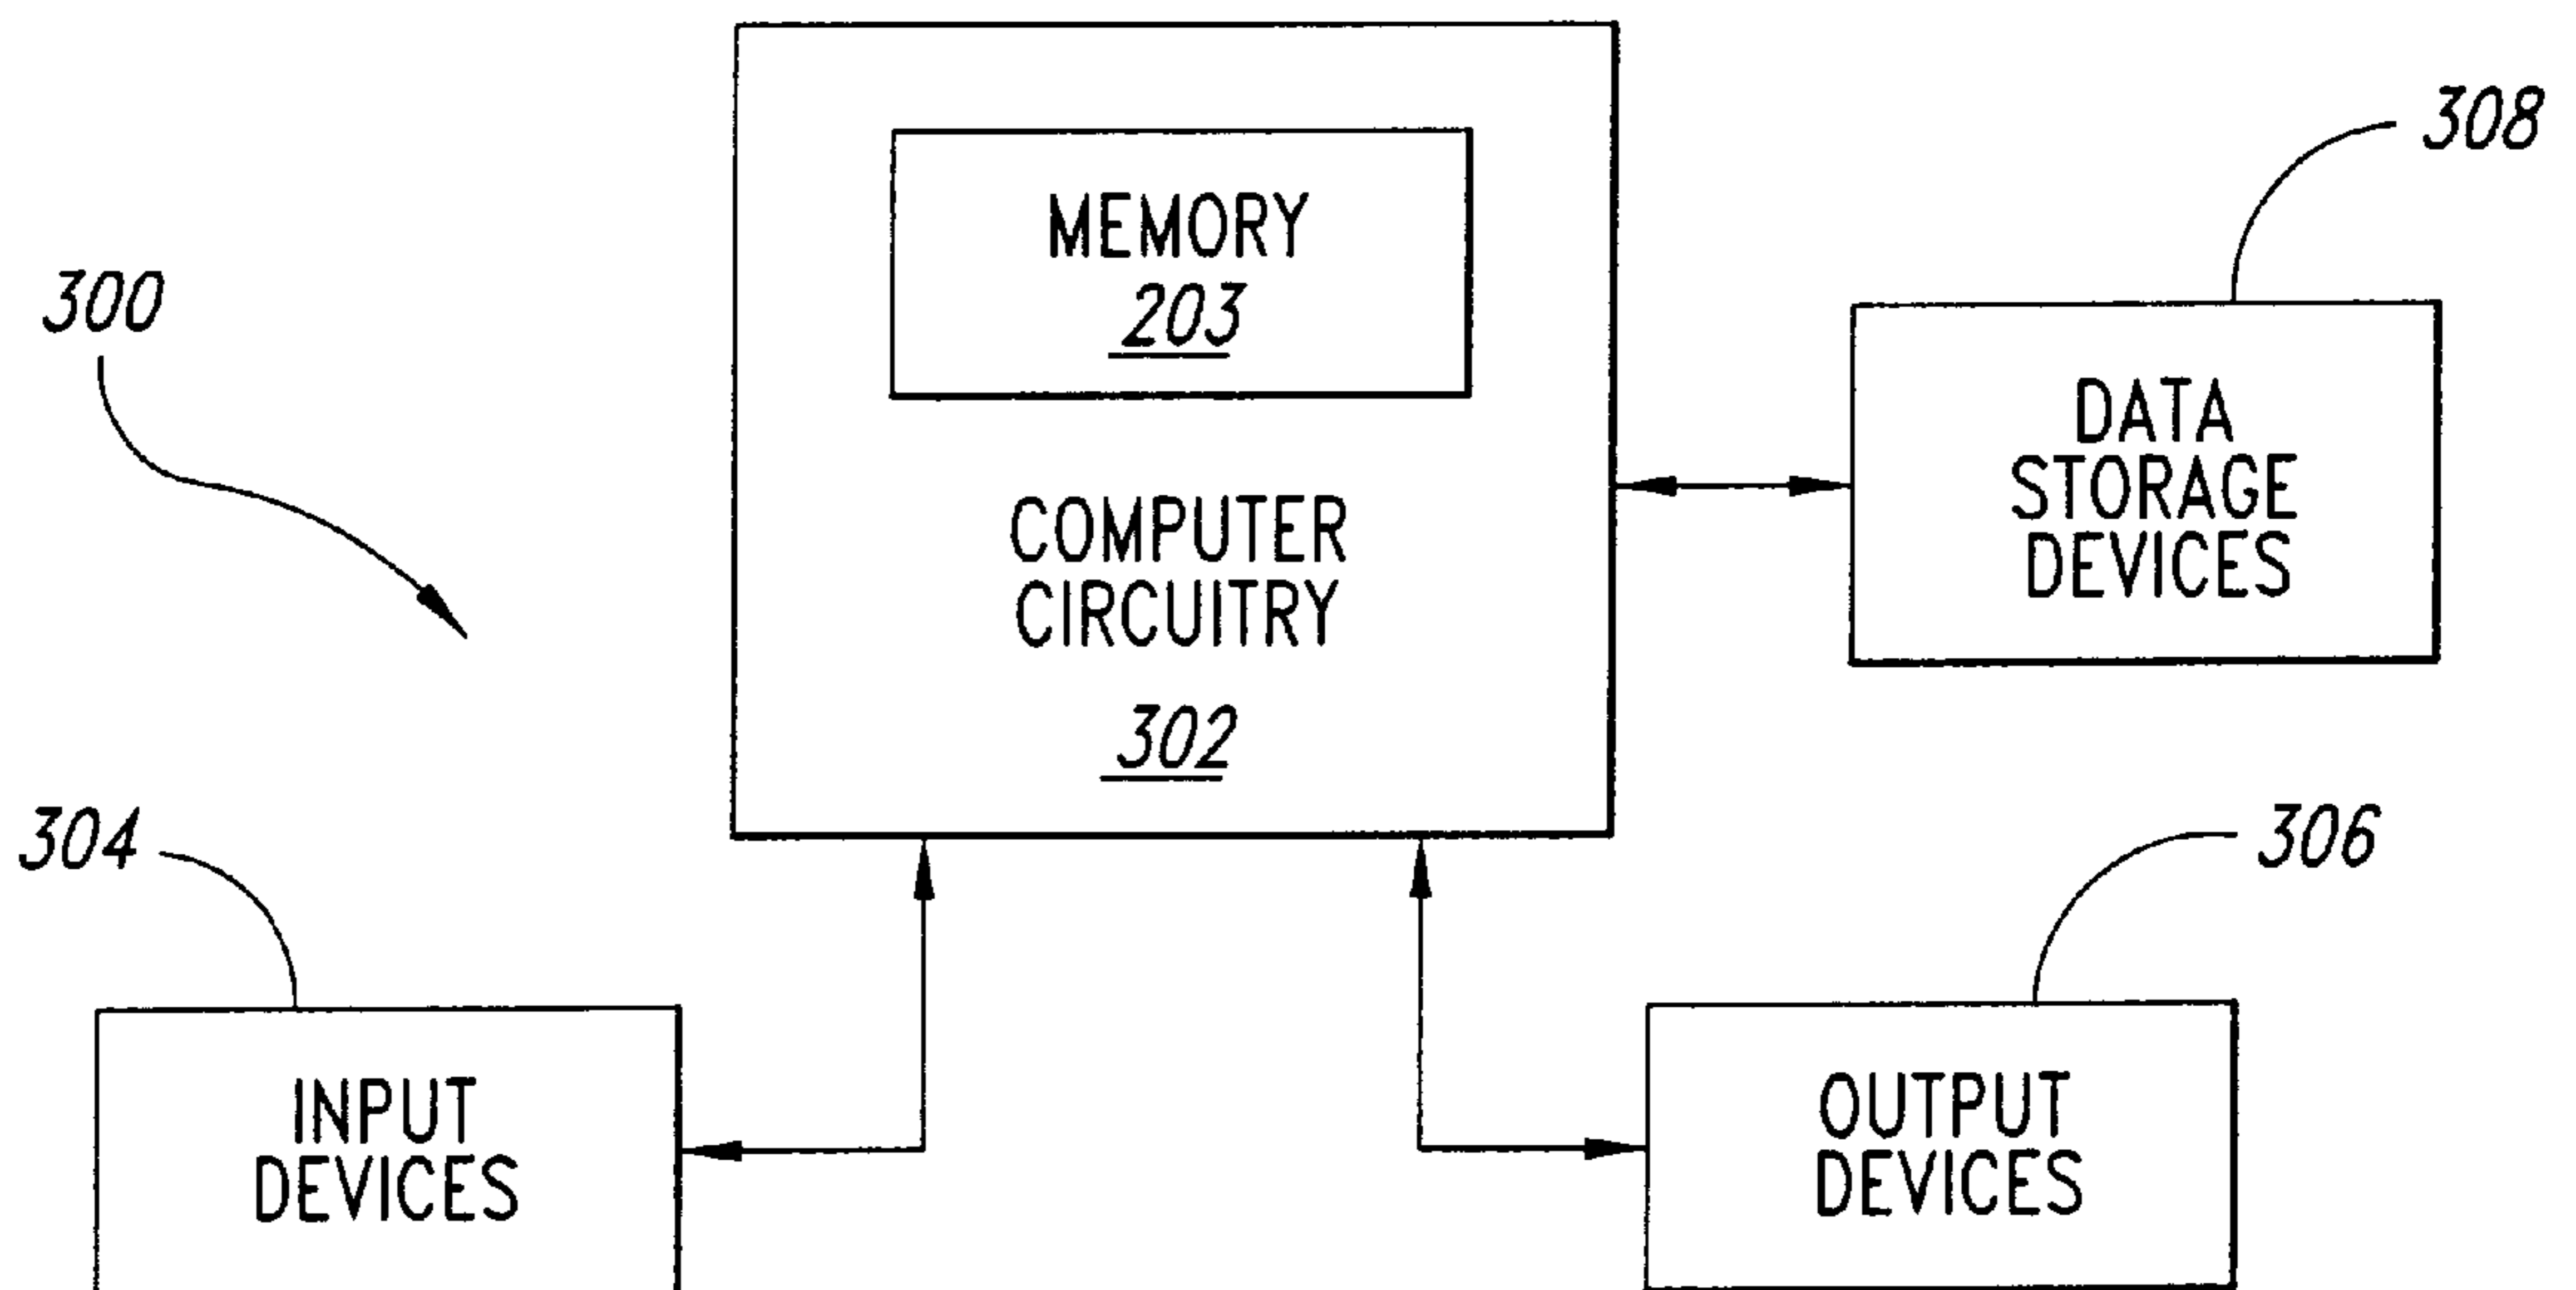 MEMORY
203
COMPUTER
CIRCUITRY
302
300
308
DATA
STORAGE
DEVICES
304
INPUT
DEVICES
306
OUTPUT
DEVICES